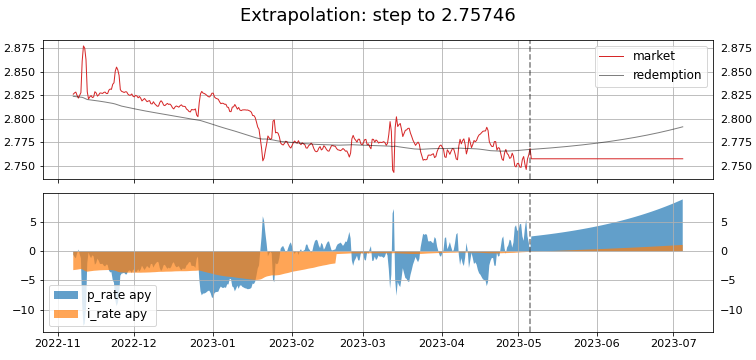 Extrapolation: step to 2.75746
2.875 2.875
2.850 2.850
2.825 2.825
2.800 2.800
2.775 2.775
2.750 2.750
market
redemption
5 5
0 0
−5 −5
−10 −10
p_rate apy
i_rate apy
2022-11 2022-12 2023-01 2023-02 2023-03 2023-04 2023-05 2023-06 2023-07